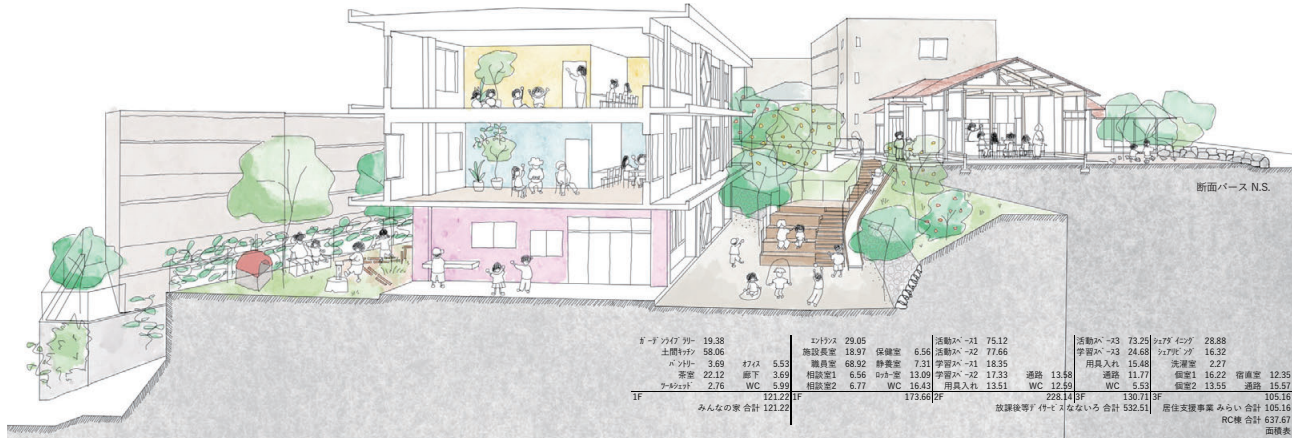 断面パース N.S.
ガーデンライブラリー 19.38 エントランス 29.05 活動スペース1 75.12 活動スペース3 73.25 シェアダイニング 28.88
土間キッチン 58.06 施設長室 18.97 保健室 6.56 活動スペース2 77.66 学習スペース3 24.68 シェアリビング 16.32
パントリー 3.69 オフィス 5.53 職員室 68.92 静養室 7.31 学習スペース1 18.35 用具入れ 15.48 洗濯室 2.27
茶室 22.12 廊下 3.69 相談室1 6.56 ロッカー室 13.09 学習スペース2 17.33 通路 13.58 通路 11.77 個室1 16.22 宿直室 12.35
ツールシェッド 2.76 WC 5.99 相談室2 6.77 WC 16.43 用具入れ 13.51 WC 12.59 WC 5.53 個室2 13.55 通路 15.57
1F 121.22 1F 173.66 2F 228.14 3F 130.71 3F 105.16
みんなの家 合計 121.22 放課後等デイサービス なないろ 合計 532.51 居住支援事業 みらい 合計 105.16
RC棟 合計 637.67
面積表